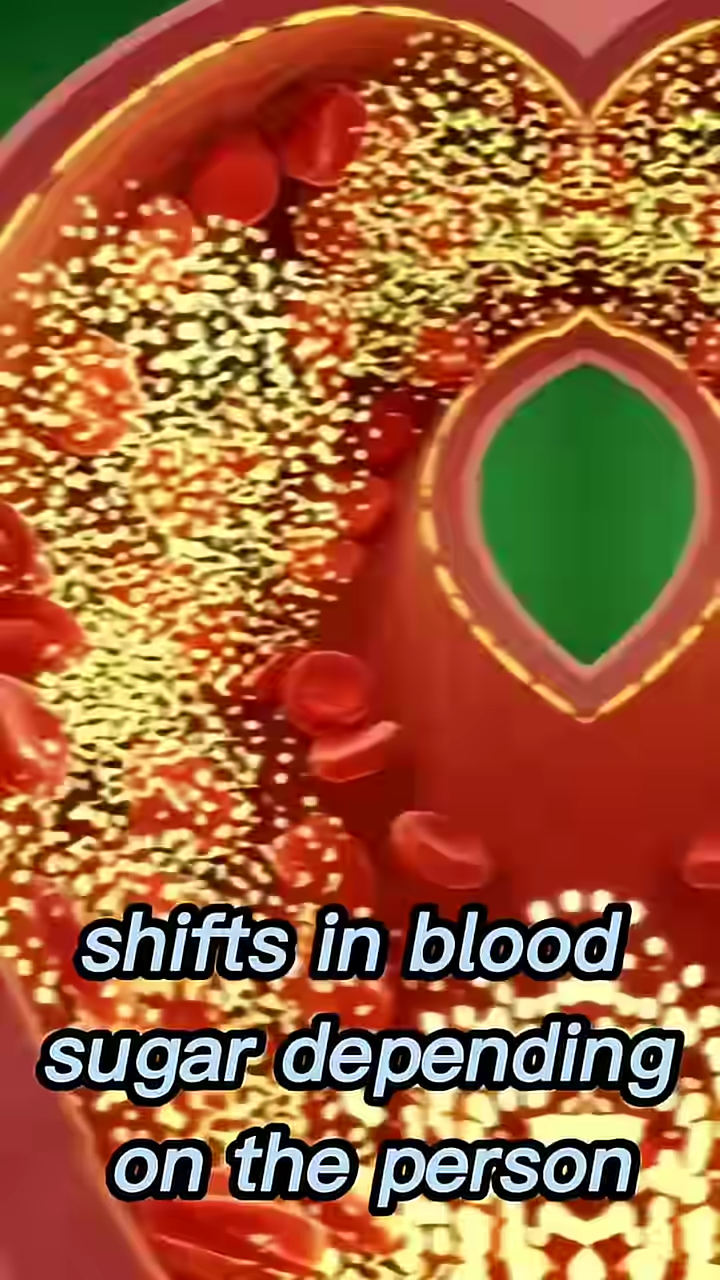 shifts in blood
sugar depending
on the person